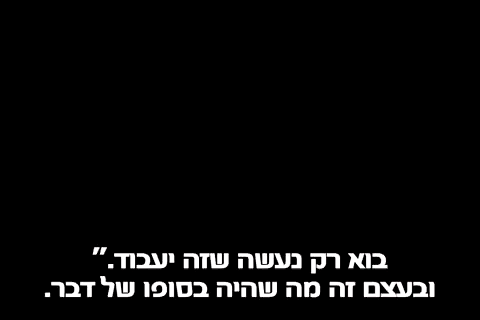 בוא רק נעשה שזה יעבוד."
ובעצם זה מה שהיה בסופו של דבר.